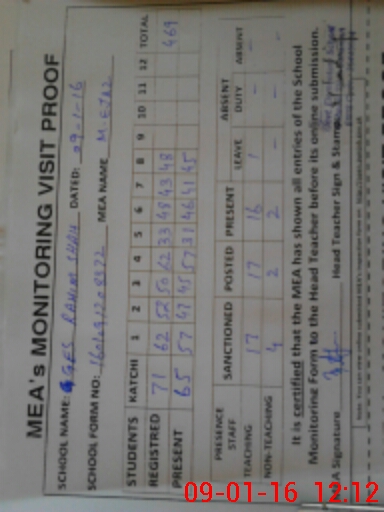 MEA's MONITORING VISIT PROOF
SCHOOL NAME: GGES RAHIM SHAH DATED: 09-1-16
SCHOOL FORM NO: MEA NAME M. EJAZ
STUDENTS KATCHI 1 2 3 4 5 6 7 8 9 10 11 12 TOTAL
REGISTRED 71 62 52 50 62 33 48 43 48 469
PRESENT 65 57 47 45 57 31 46 41 45
PRESENCE STAFF SANCTIONED POSTED PRESENT ABSENT
LEAVE DUTY ABSENT
TEACHING 17 17 16 1 - -
NON-TEACHING 4 2 2 - - -
It is certified that the MEA has shown all entries of the School
Monitoring Form to the Head Teacher before its online submission.
A Signature Head Teacher Sign & Stamp
09-01-16 12:12